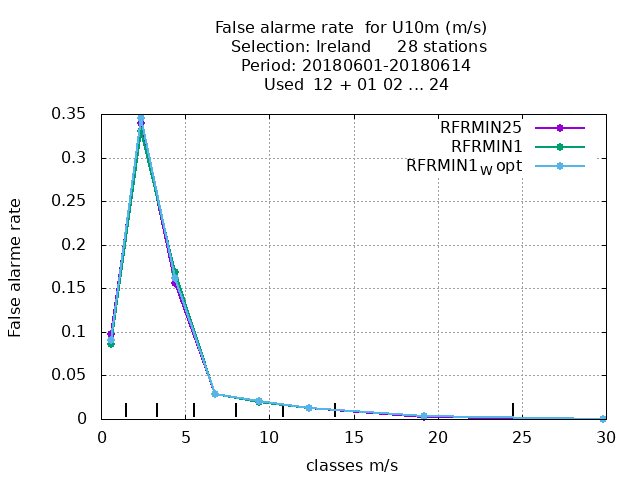 False alarme rate  for U10m (m/s)
Selection: Ireland     28 stations
Period: 20180601-20180614
Used  12 + 01 02 ... 24
RFRMIN25
RFRMIN1
RFRMIN1w opt
False alarme rate
0.35
0.3
0.25
0.2
0.15
0.1
0.05
0
0 5 10 15 20 25 30
classes m/s